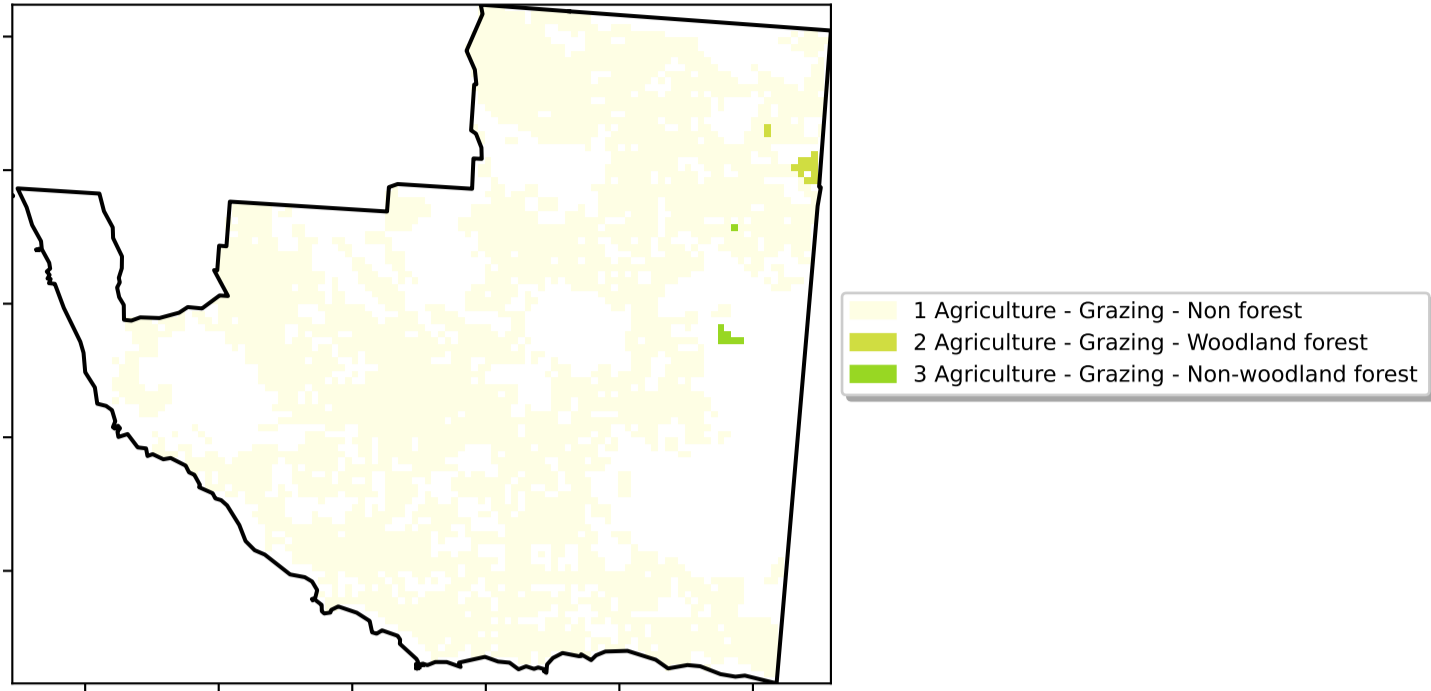 1 Agriculture - Grazing - Non forest
2 Agriculture - Grazing - Woodland forest
3 Agriculture - Grazing - Non-woodland forest